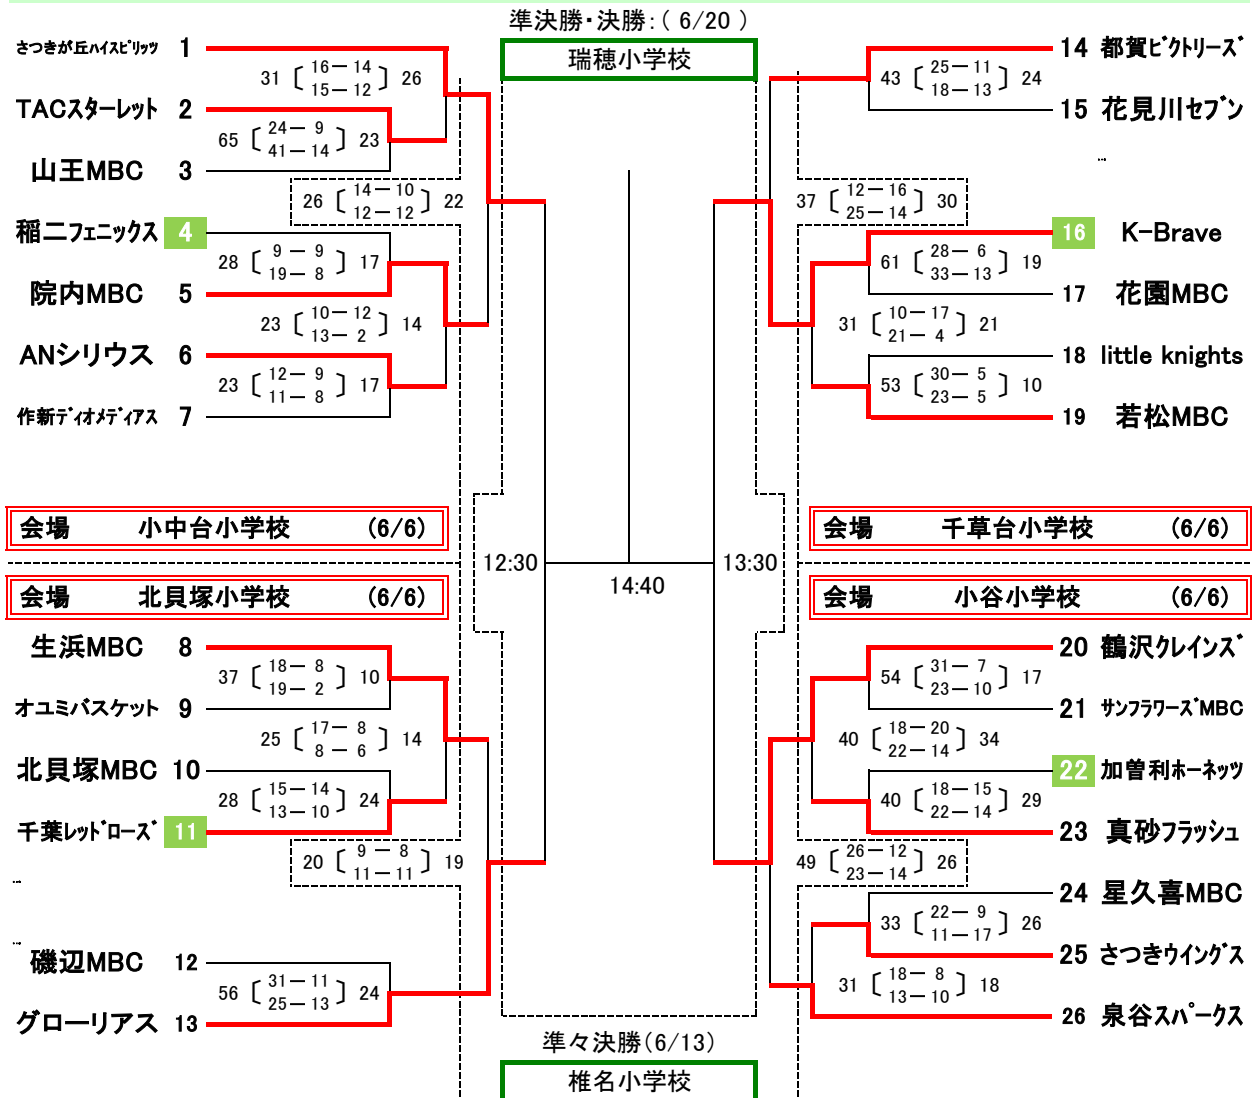 準決勝・決勝：( 6/20 )
瑞穂小学校
さつきが丘ハイスピリッツ 1
31 〔 16－ 14 〕 26
15－ 12
TACスターレット 2
65 〔 24－ 9 〕 23
41－ 14
山王MBC 3
26 〔 14－ 10 〕 22
12－ 12
稲二フェニックス 4
28 〔 9－ 9 〕 17
19－ 8
院内MBC 5
23 〔 10－ 12 〕 14
13－ 2
ANシリウス 6
23 〔 12－ 9 〕 17
11－ 8
作新ディオメディアス 7
14 都賀ビクトリーズ
43 〔 25－ 11 〕 24
18－ 13
15 花見川セブン
...
37 〔 12－ 16 〕 30
25－ 14
16 K-Brave
61 〔 28－ 6 〕 19
33－ 13
17 花園MBC
31 〔 10－ 17 〕 21
21－ 4
18 little knights
53 〔 30－ 5 〕 10
23－ 5
19 若松MBC
会場 小中台小学校 (6/6)
会場 千草台小学校 (6/6)
12:30
14:40
13:30
会場 北貝塚小学校 (6/6)
会場 小谷小学校 (6/6)
生浜MBC 8
37 〔 18－ 8 〕 10
19－ 2
オユミバスケット 9
25 〔 17－ 8 〕 14
8－ 6
北貝塚MBC 10
28 〔 15－ 14 〕 24
13－ 10
千葉レッドローズ 11
20 〔 9－ 8 〕 19
11－ 11
...
...
磯辺MBC 12
56 〔 31－ 11 〕 24
25－ 13
グローリアス 13
20 鶴沢クレインズ
54 〔 31－ 7 〕 17
23－ 10
21 サンフラワーズMBC
40 〔 18－ 20 〕 34
22－ 14
22 加曽利ホーネッツ
40 〔 18－ 15 〕 29
22－ 14
23 真砂フラッシュ
49 〔 26－ 12 〕 26
23－ 14
24 星久喜MBC
33 〔 22－ 9 〕 26
11－ 17
25 さつきウイングス
31 〔 18－ 8 〕 18
13－ 10
26 泉谷スパークス
準々決勝(6/13)
椎名小学校